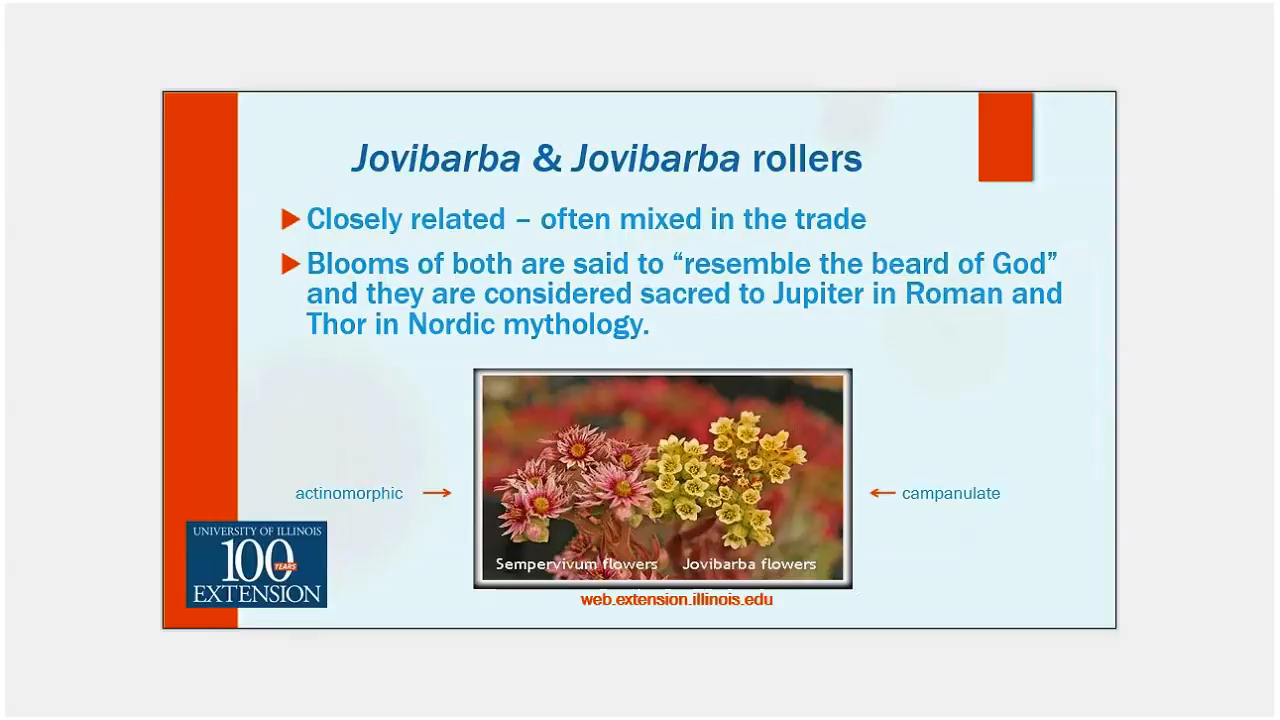 Jovibarba & Jovibarba rollers
Closely related – often mixed in the trade
Blooms of both are said to “resemble the beard of God”
and they are considered sacred to Jupiter in Roman and
Thor in Nordic mythology.
actinomorphic
campanulate
Sempervivum flowers
Jovibarba flowers
web.extension.illinois.edu
UNIVERSITY OF ILLINOIS
100
YEARS
EXTENSION